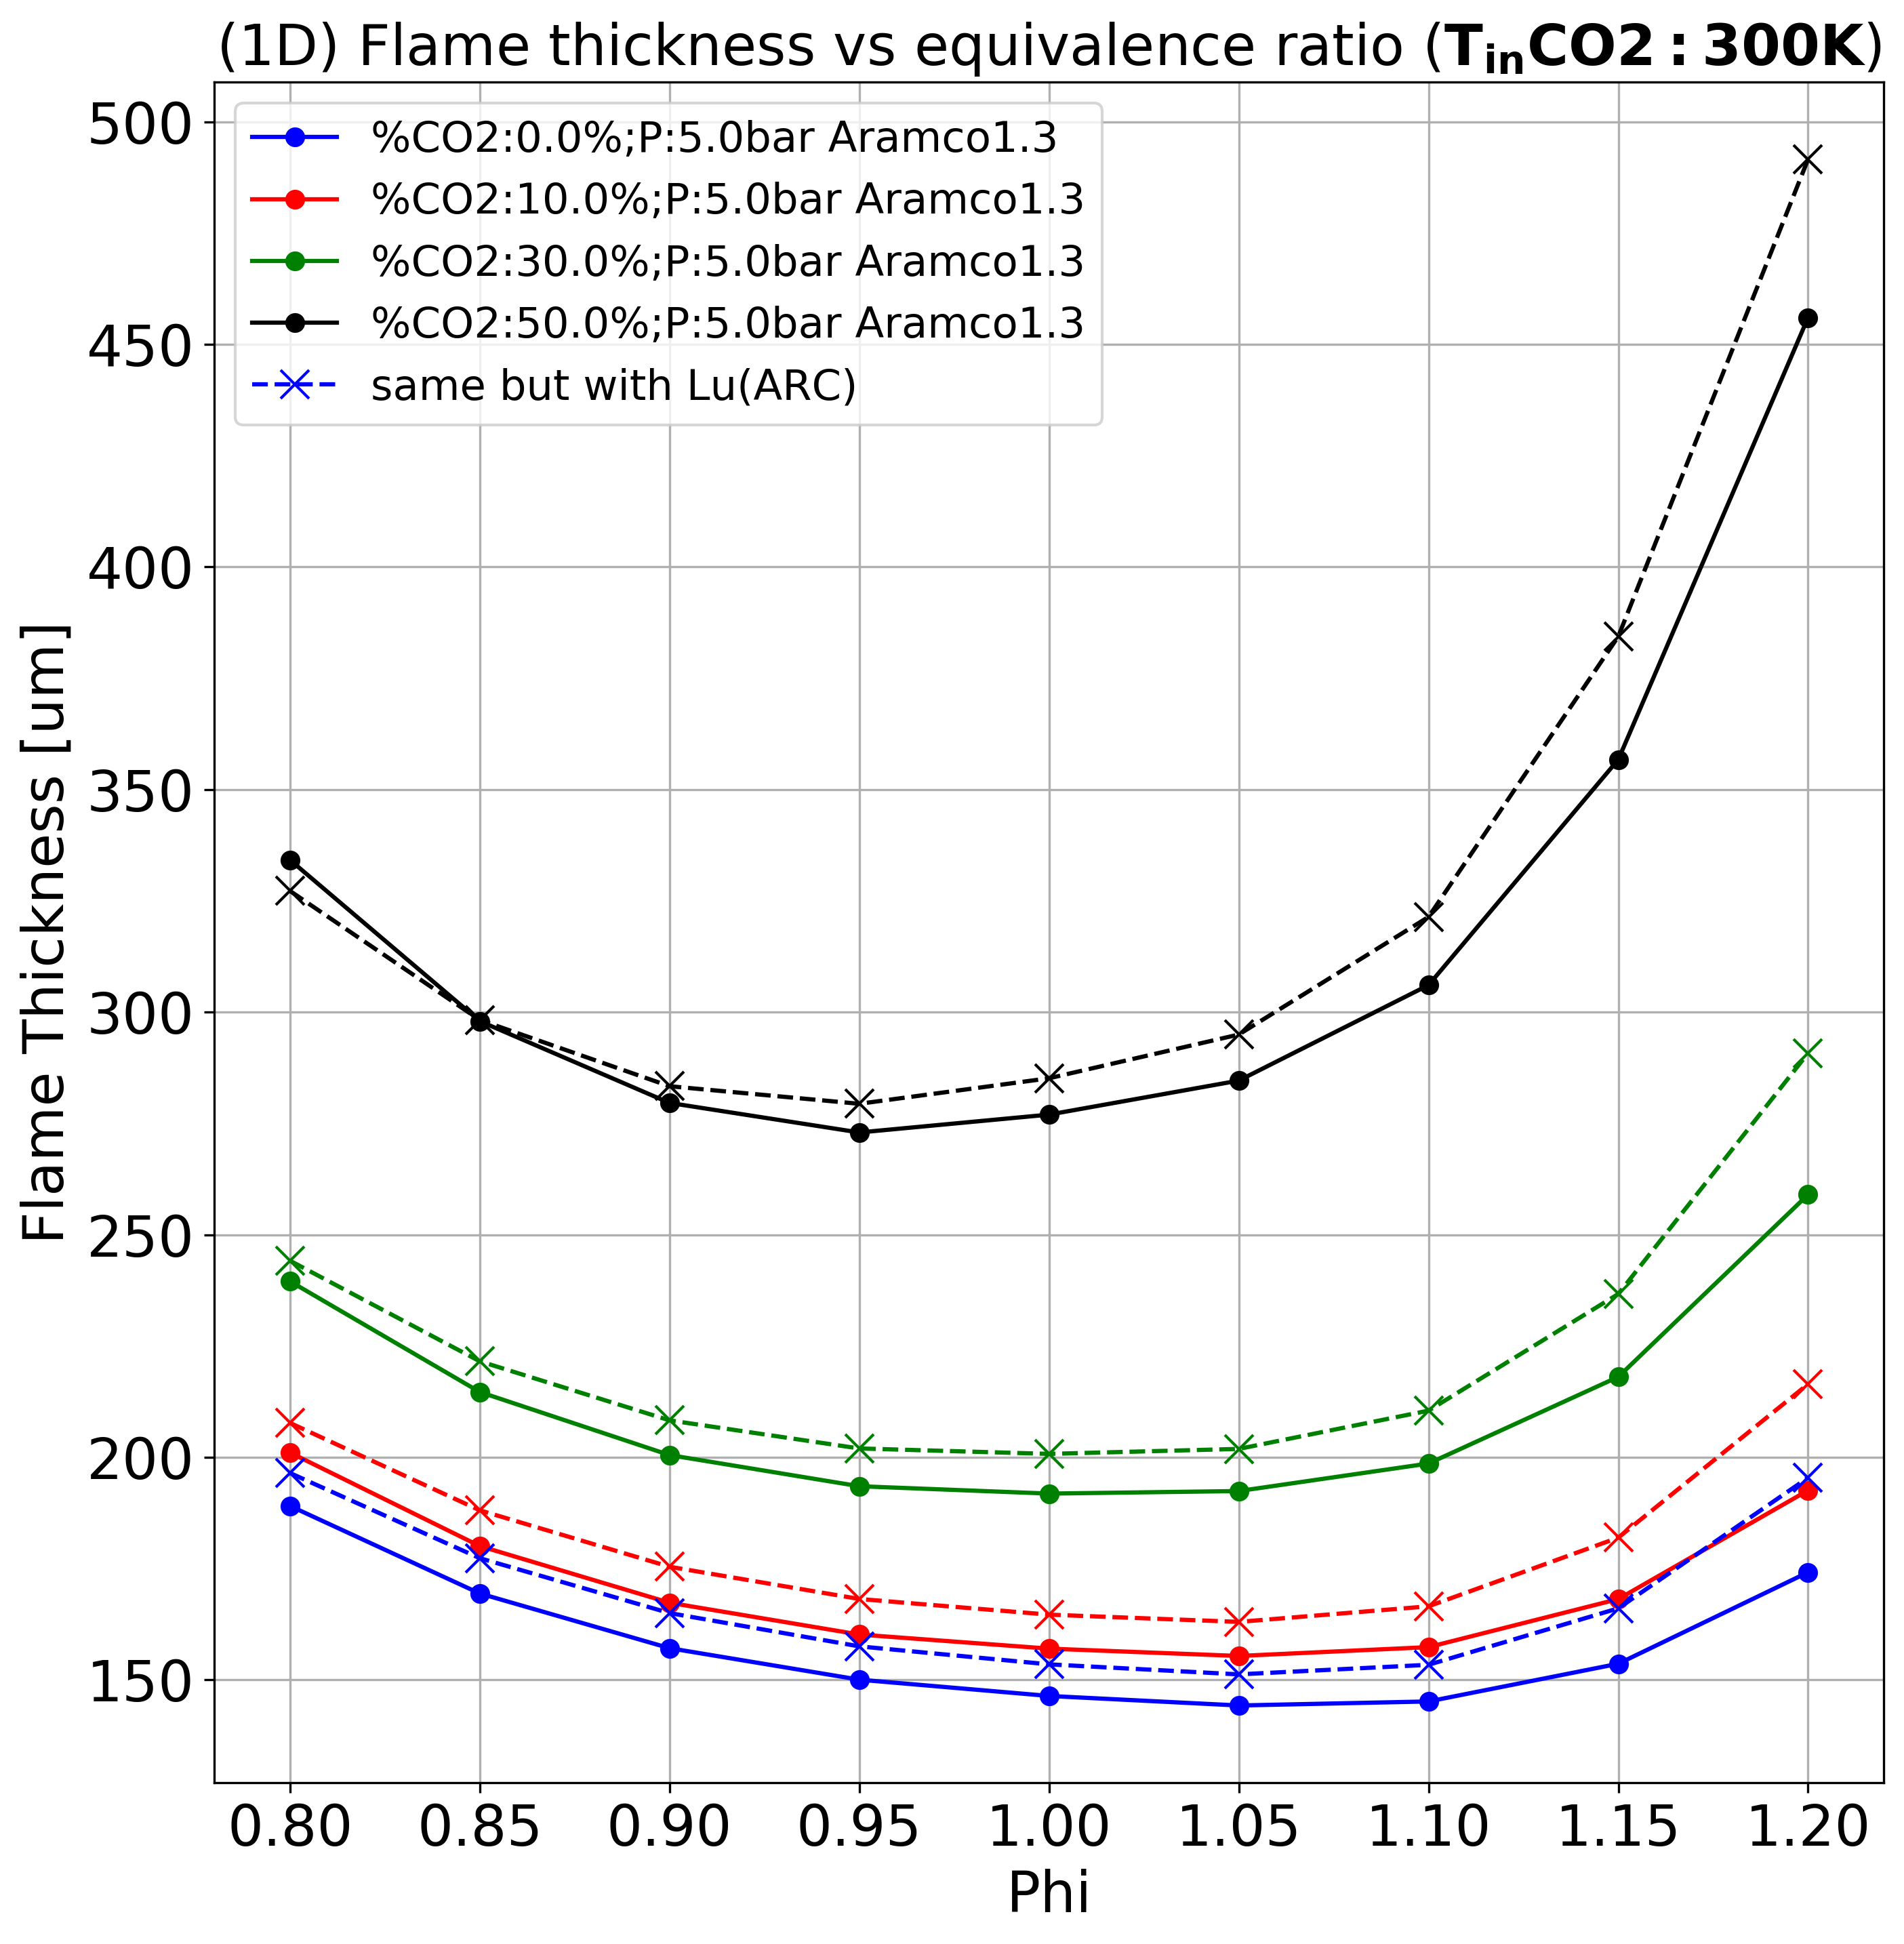 (1D) Flame thickness vs equivalence ratio (TinCO2 : 300K)
%CO2:0.0%;P:5.0bar Aramco1.3
%CO2:10.0%;P:5.0bar Aramco1.3
%CO2:30.0%;P:5.0bar Aramco1.3
%CO2:50.0%;P:5.0bar Aramco1.3
same but with Lu(ARC)
Flame Thickness [um]
500
450
400
350
300
250
200
150
0.80 0.85 0.90 0.95 1.00 1.05 1.10 1.15 1.20
Phi